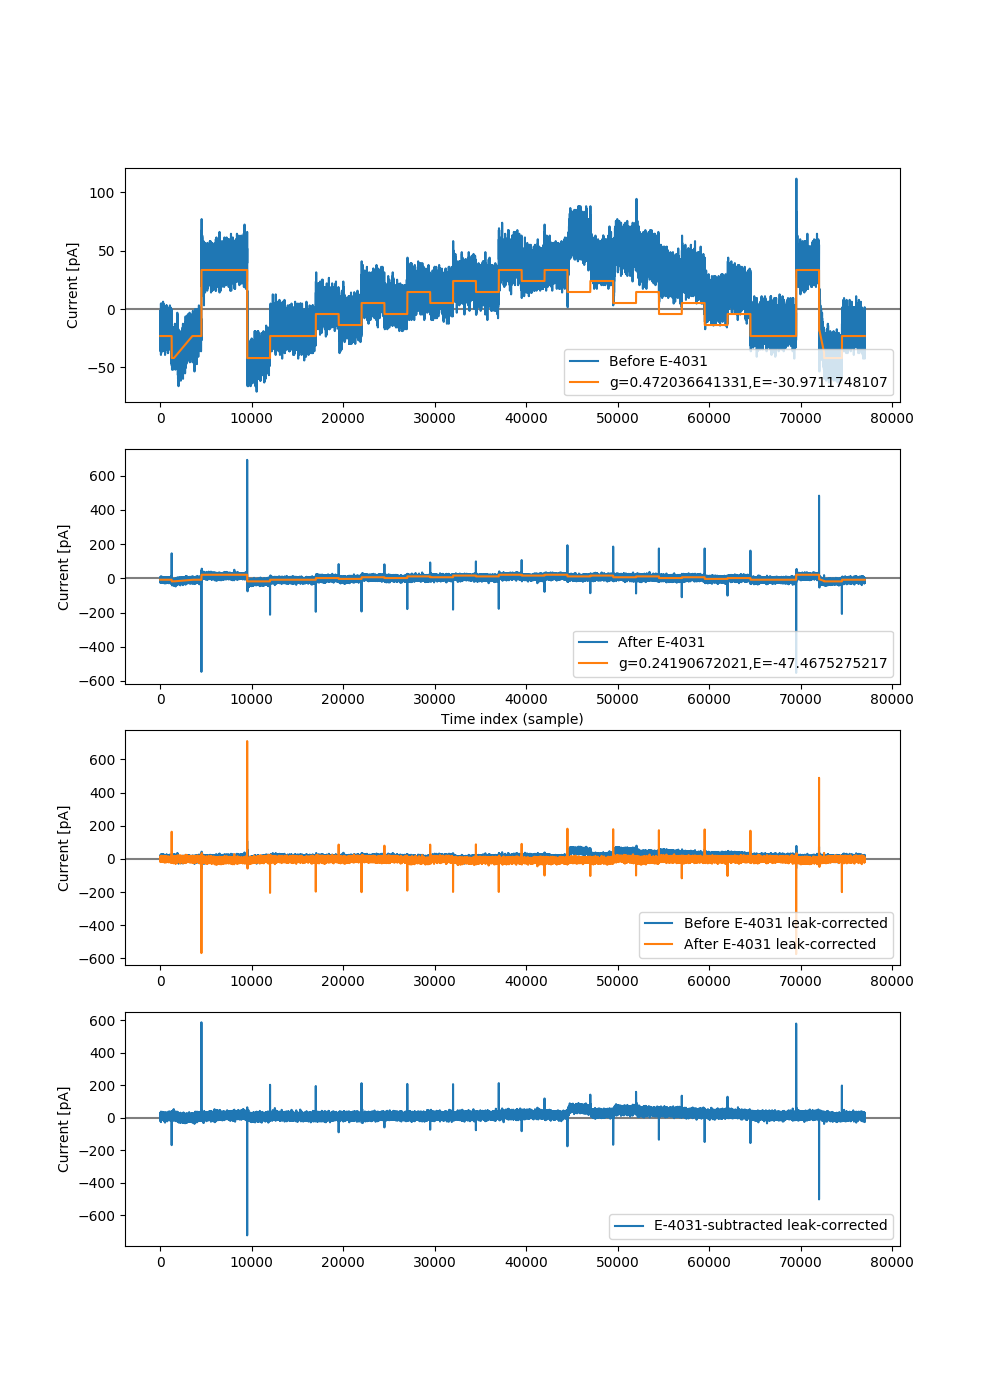 100
50
0
−50
Current [pA]
Before E-4031
g=0.472036641331,E=-30.9711748107
0 10000 20000 30000 40000 50000 60000 70000 80000
600
400
200
0
−200
−400
−600
Current [pA]
After E-4031
g=0.24190672021,E=-47.4675275217
0 10000 20000 30000 40000 50000 60000 70000 80000
Time index (sample)
600
400
200
0
−200
−400
−600
Current [pA]
Before E-4031 leak-corrected
After E-4031 leak-corrected
0 10000 20000 30000 40000 50000 60000 70000 80000
600
400
200
0
−200
−400
−600
Current [pA]
E-4031-subtracted leak-corrected
0 10000 20000 30000 40000 50000 60000 70000 80000